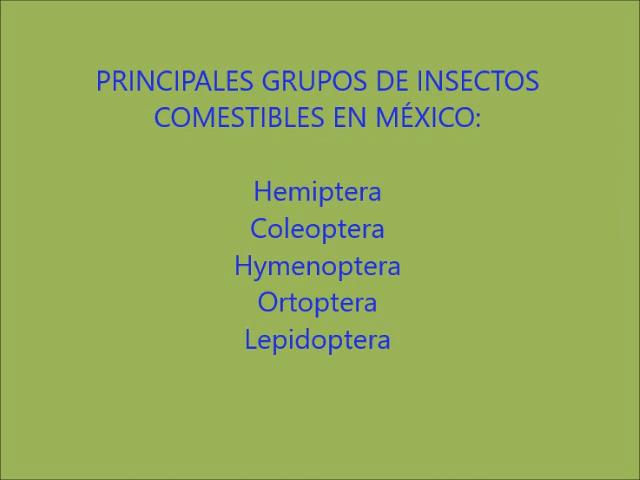 PRINCIPALES GRUPOS DE INSECTOS
COMESTIBLES EN MÉXICO:
Hemiptera
Coleoptera
Hymenoptera
Ortoptera
Lepidoptera